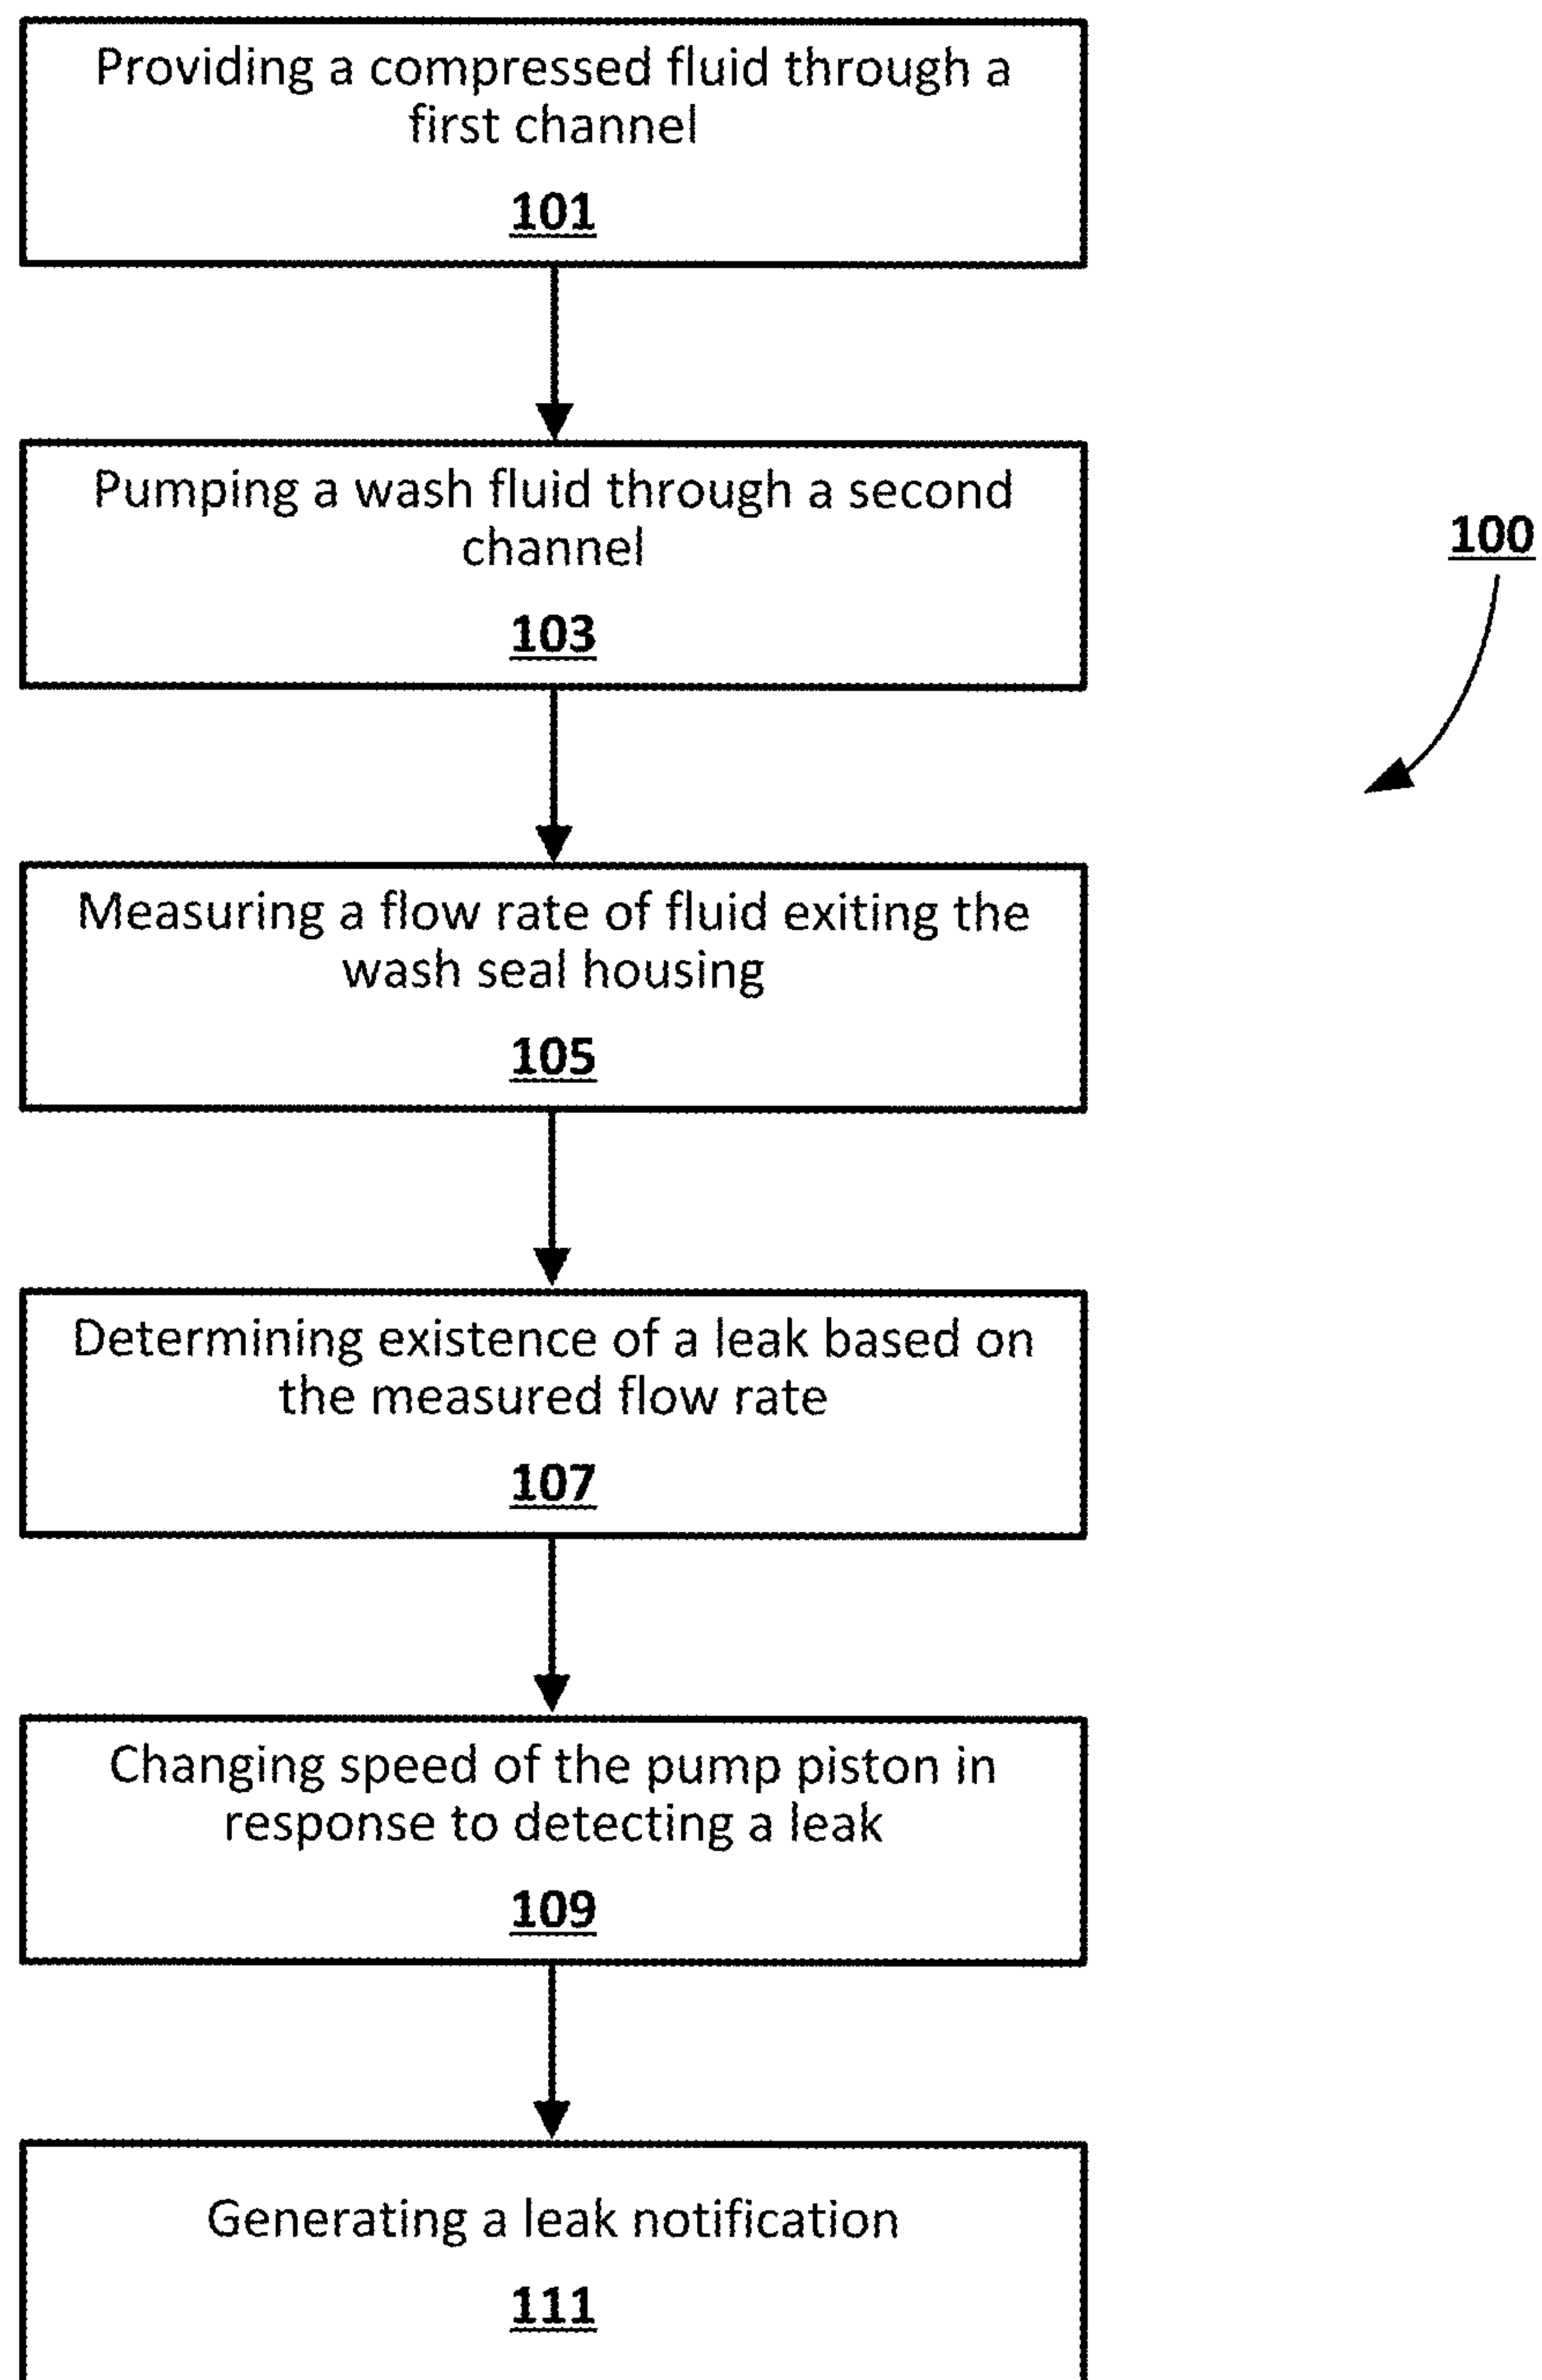 Providing a compressed fluid through a
first channel
101
Pumping a wash fluid through a second
channel
103
100
Measuring a flow rate of fluid exiting the
wash seal housing
105
Determining existence of a leak based on
the measured flow rate
107
Changing speed of the pump piston in
response to detecting a leak
109
Generating a leak notification
111